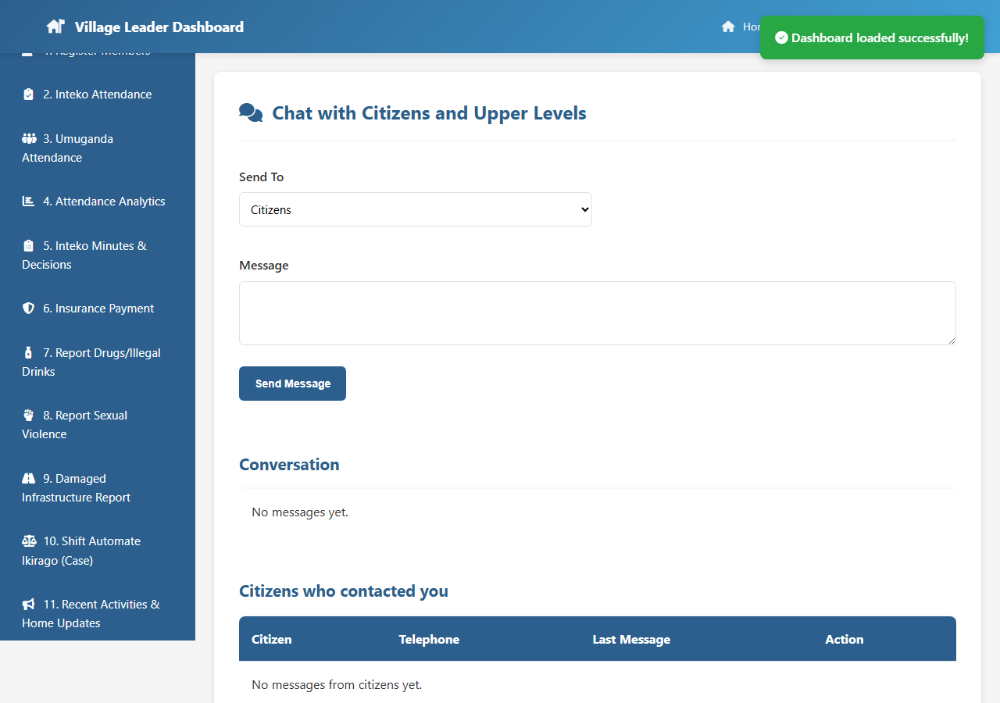 Village Leader Dashboard
Dashboard loaded successfully!
1. Register Members
2. Inteko Attendance
3. Umuganda
Attendance
4. Attendance Analytics
5. Inteko Minutes &
Decisions
6. Insurance Payment
7. Report Drugs/Illegal
Drinks
8. Report Sexual
Violence
9. Damaged
Infrastructure Report
10. Shift Automate
Ikirago (Case)
11. Recent Activities &
Home Updates
Chat with Citizens and Upper Levels
Send To
Citizens
Message
Send Message
Conversation
No messages yet.
Citizens who contacted you
Citizen Telephone Last Message Action
No messages from citizens yet.